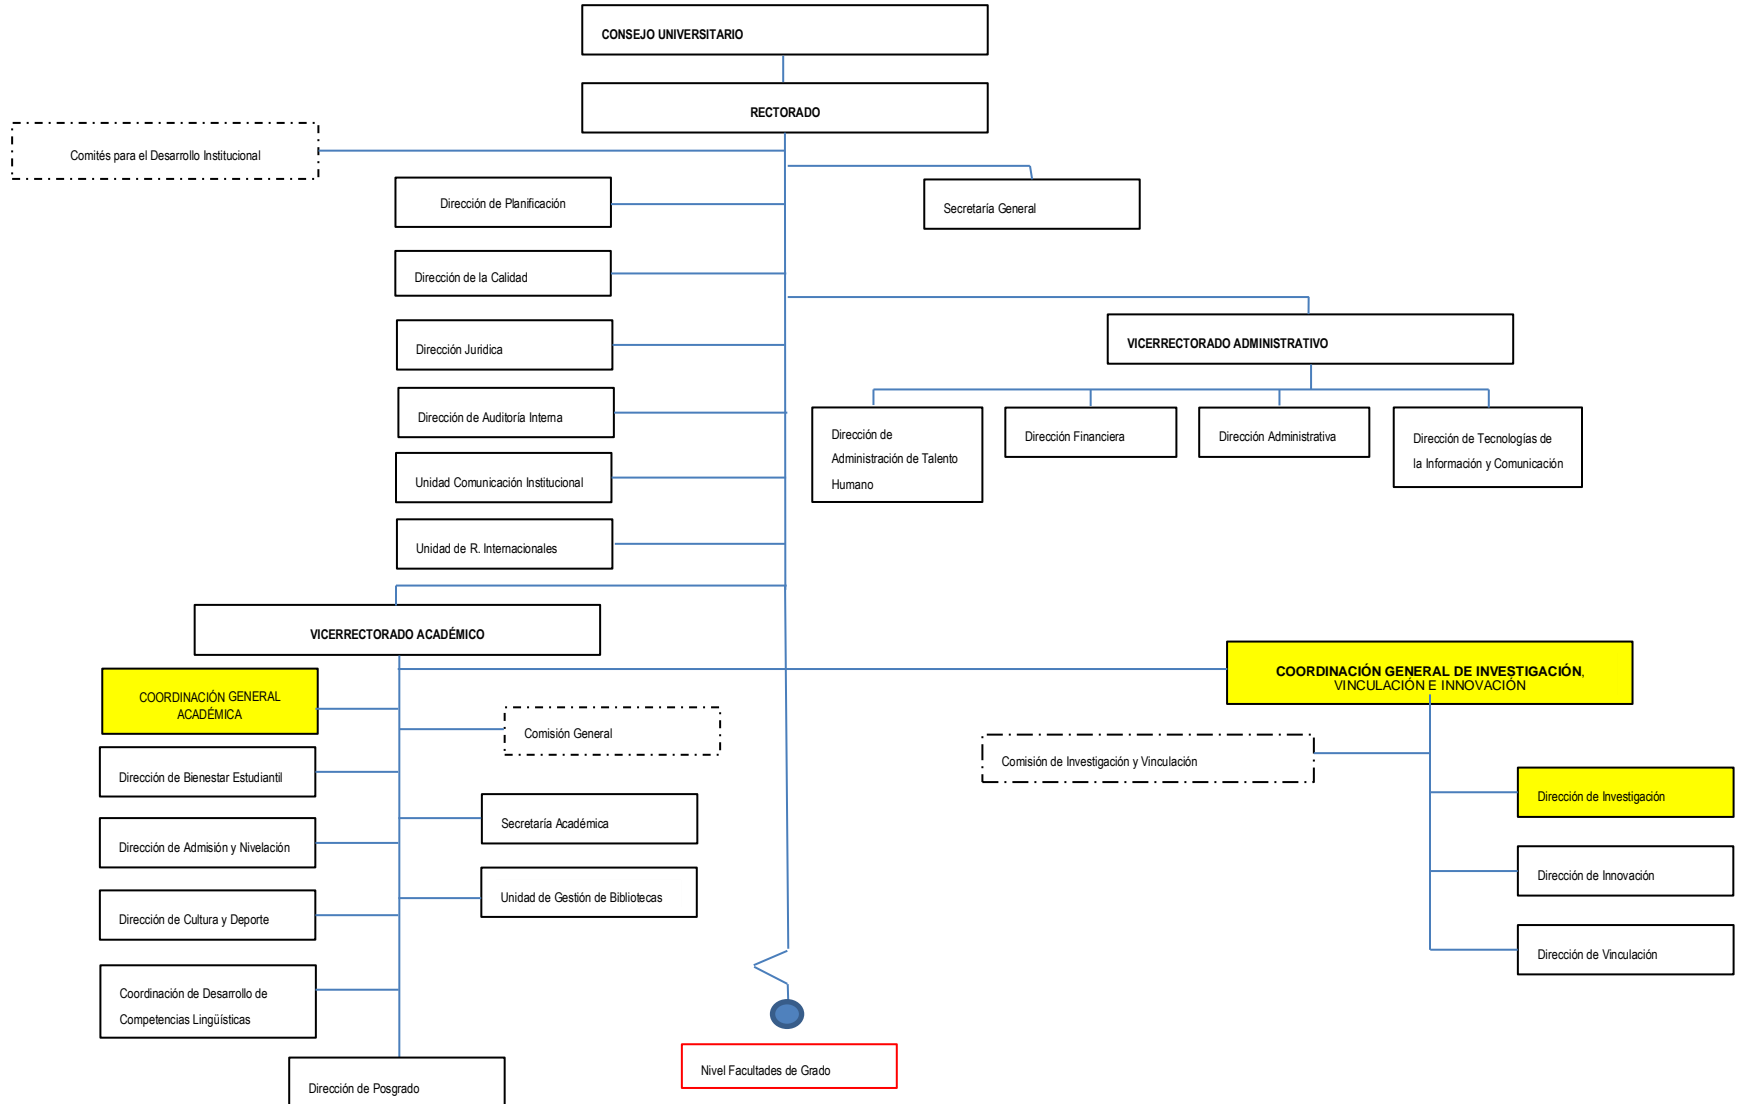 CONSEJO UNIVERSITARIO
RECTORADO
Comités para el Desarrollo Institucional
Dirección de Planificación
Secretaría General
Dirección de la Calidad
Dirección Juridica
VICERRECTORADO ADMINISTRATIVO
Dirección de Auditoría Interna
Dirección de
Administración de Talento
Humano
Dirección Financiera
Dirección Administrativa
Dirección de Tecnologías de
la Información y Comunicación
Unidad Comunicación Institucional
Unidad de R. Internacionales
VICERRECTORADO ACADÉMICO
COORDINACIÓN GENERAL
ACADÉMICA
COORDINACIÓN GENERAL DE INVESTIGACIÓN,
VINCULACIÓN E INNOVACIÓN
Comisión General
Comisión de Investigación y Vinculación
Dirección de Bienestar Estudiantil
Dirección de Investigación
Secretaría Académica
Dirección de Admisión y Nivelación
Dirección de Innovación
Unidad de Gestión de Bibliotecas
Dirección de Cultura y Deporte
Dirección de Vinculación
Coordinación de Desarrollo de
Competencias Lingüísticas
Nivel Facultades de Grado
Dirección de Posgrado